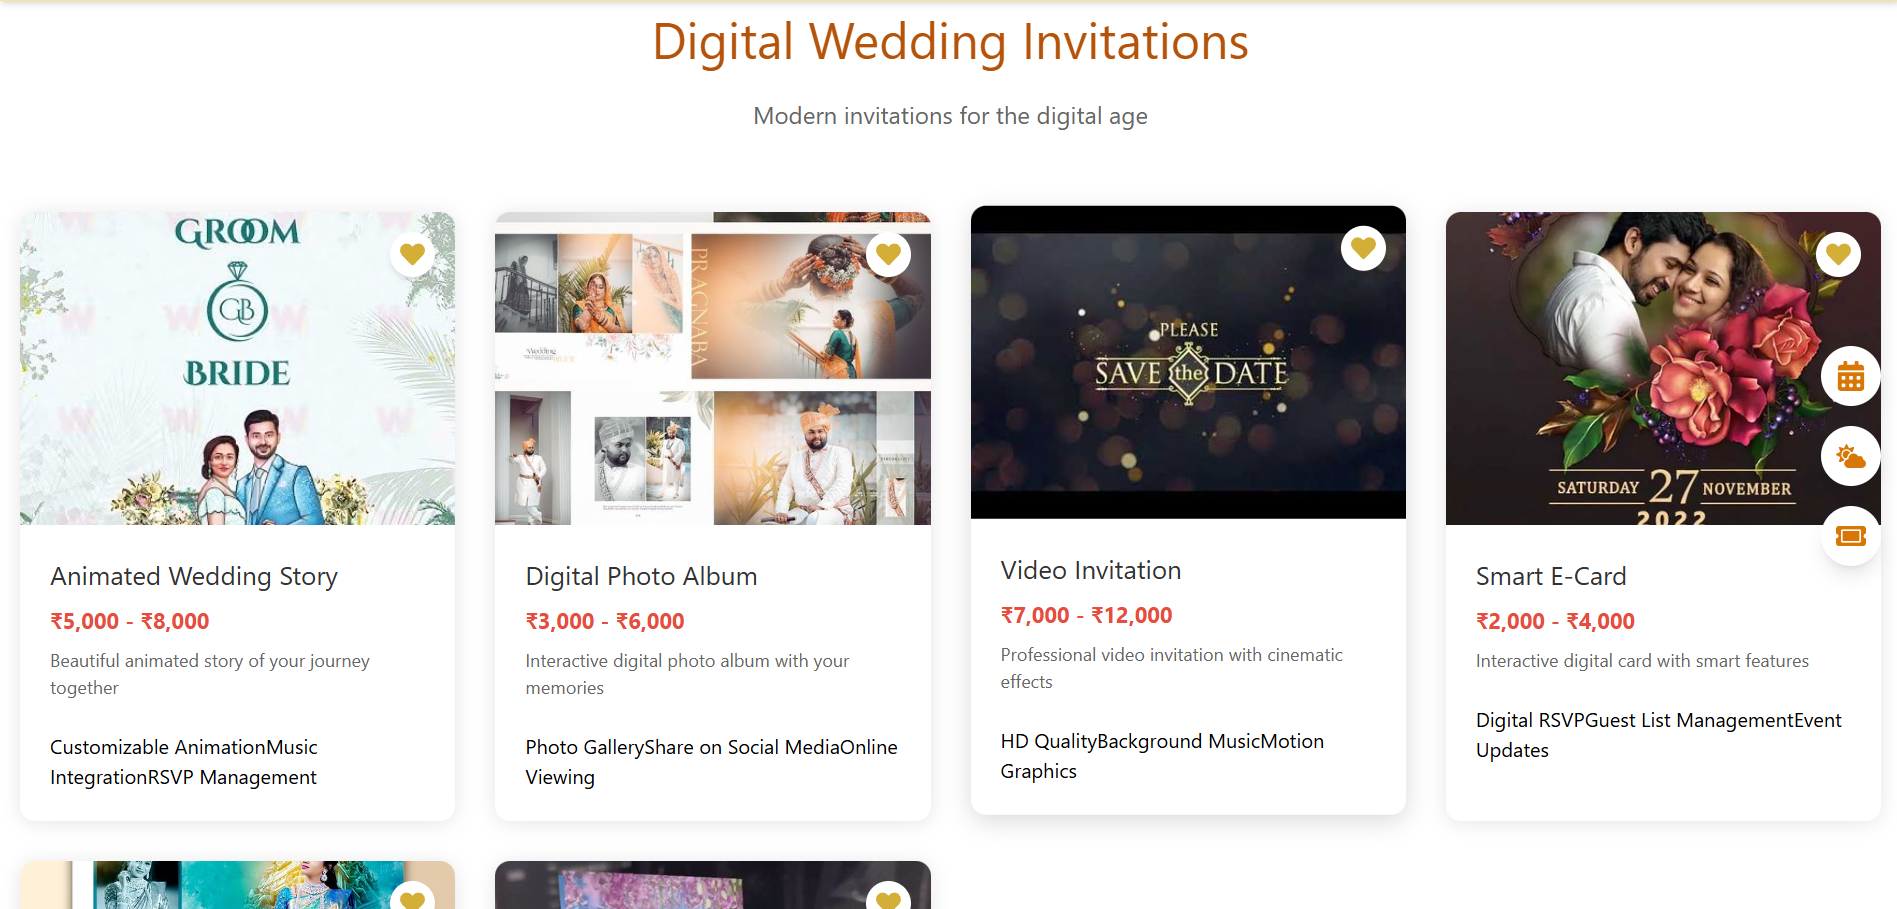 Digital Wedding Invitations
Modern invitations for the digital age
GROOM
GB
BRIDE
PRAGNABA
Wedding
BRIDE
PLEASE
SAVE the DATE
SATURDAY 27 NOVEMBER
2022
Animated Wedding Story
₹5,000 - ₹8,000
Beautiful animated story of your journey
together
Customizable AnimationMusic
IntegrationRSVP Management
Digital Photo Album
₹3,000 - ₹6,000
Interactive digital photo album with your
memories
Photo GalleryShare on Social MediaOnline
Viewing
Video Invitation
₹7,000 - ₹12,000
Professional video invitation with cinematic
effects
HD QualityBackground MusicMotion
Graphics
Smart E-Card
₹2,000 - ₹4,000
Interactive digital card with smart features
Digital RSVPGuest List ManagementEvent
Updates